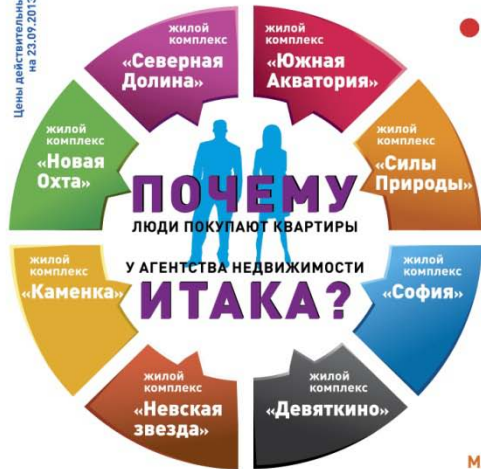 Цены действительны
на 23.09.2013
жилой
комплекс
«Северная
Долина»
жилой
комплекс
«Южная
Акватория»
жилой
комплекс
«Новая
Охта»
жилой
комплекс
«Силы
Природы»
ПОЧЕМУ
ЛЮДИ ПОКУПАЮТ КВАРТИРЫ
У АГЕНТСТВА НЕДВИЖИМОСТИ
ИТАКА?
жилой
комплекс
«Каменка»
жилой
комплекс
«София»
жилой
комплекс
«Невская
звезда»
жилой
комплекс
«Девяткино»
М